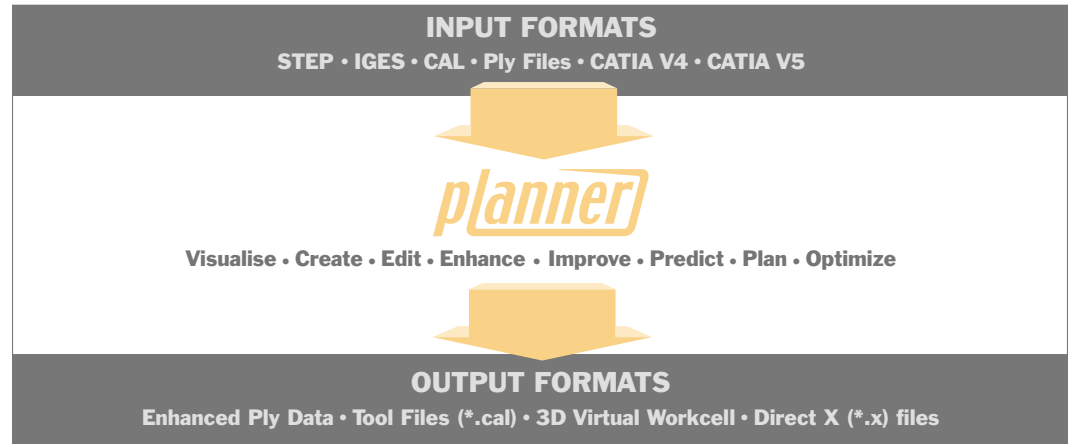 INPUT FORMATS
STEP • IGES • CAL • Ply Files • CATIA V4 • CATIA V5
planner
Visualise • Create • Edit • Enhance • Improve • Predict • Plan • Optimize
OUTPUT FORMATS
Enhanced Ply Data • Tool Files (*.cal) • 3D Virtual Workcell • Direct X (*.x) files